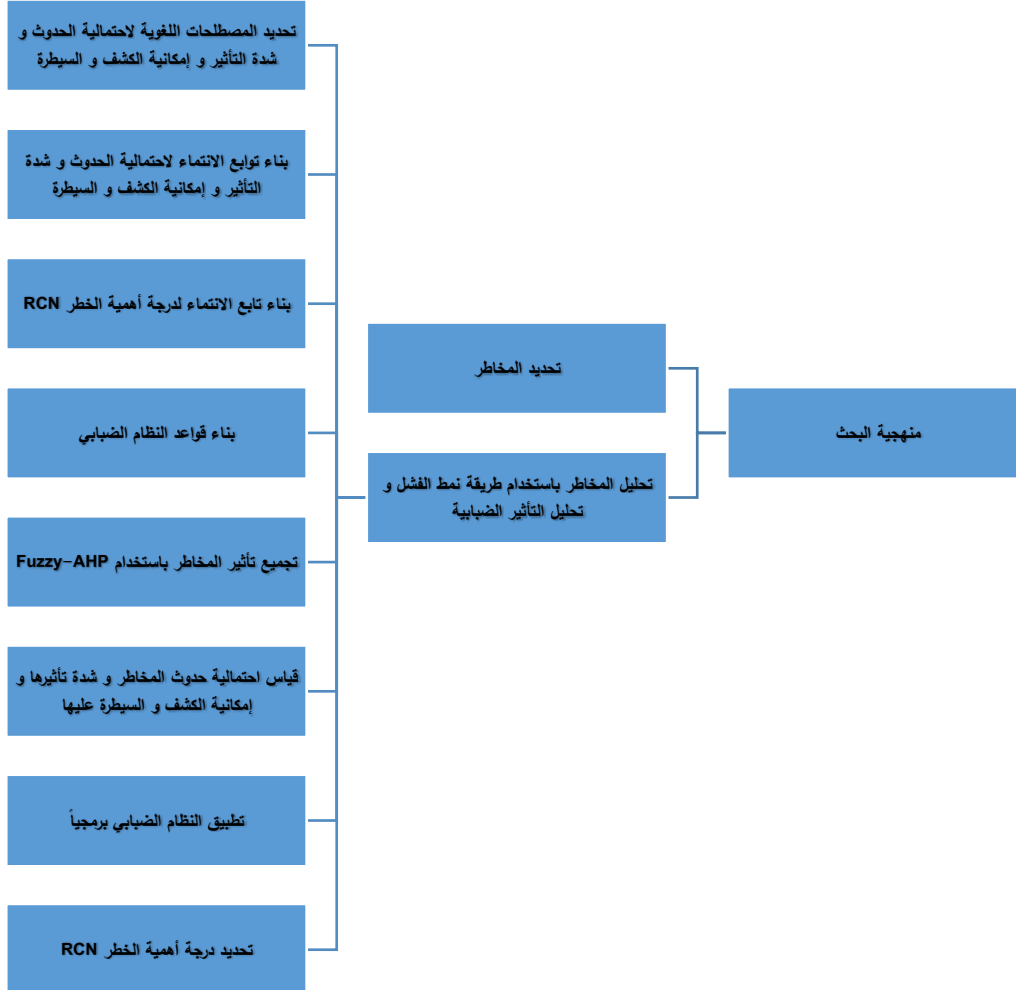 منهجية البحث
تحديد المخاطر
تحليل المخاطر باستخدام طريقة نمط الفشل و
تحليل التأثير الضبابية
تحديد المصطلحات اللغوية لاحتمالية الحدوث و
شدة التأثير و إمكانية الكشف و السيطرة
بناء توابع الانتماء لاحتمالية الحدوث و شدة
التأثير و إمكانية الكشف و السيطرة
بناء تابع الانتماء لدرجة أهمية الخطر RCN
بناء قواعد النظام الضبابي
تجميع تأثير المخاطر باستخدام Fuzzy-AHP
قياس احتمالية حدوث المخاطر و شدة تأثيرها و
إمكانية الكشف و السيطرة عليها
تطبيق النظام الضبابي برمجياً
تحديد درجة أهمية الخطر RCN